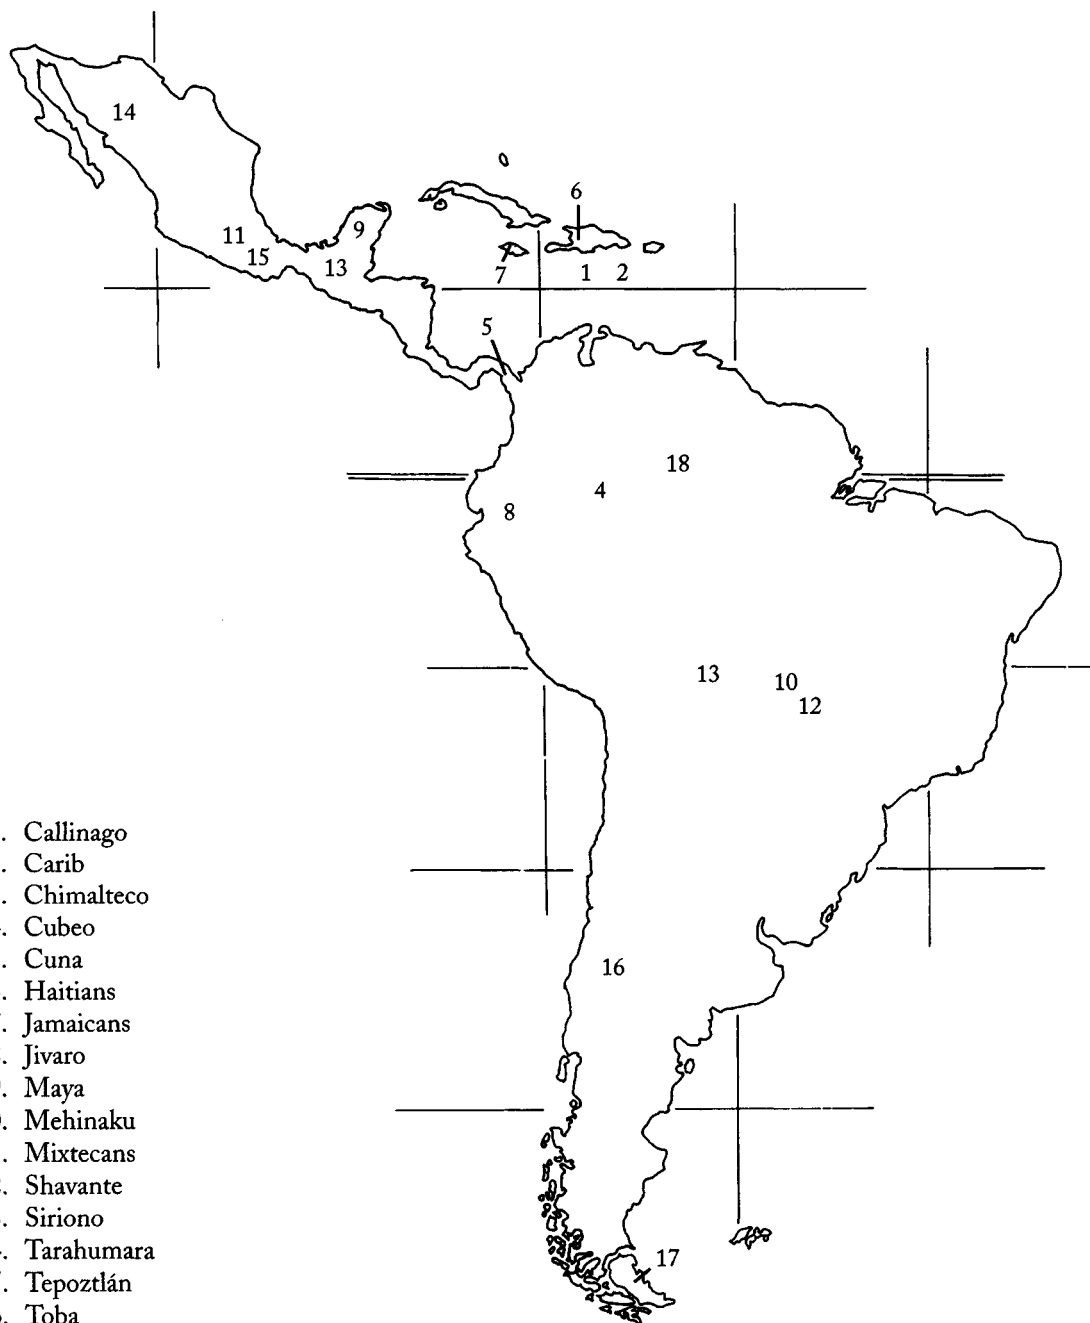 14
6
11
9
15
13
7
1 2
5
18
4
8
13
10
12
. Callinago
. Carib
. Chimalteco
. Cubeo
. Cuna
. Haitians
. Jamaicans
. Jivaro
. Maya
. Mehinaku
. Mixtecans
. Shavante
. Siriono
. Tarahumara
. Tepoztlán
. Toba
16
17